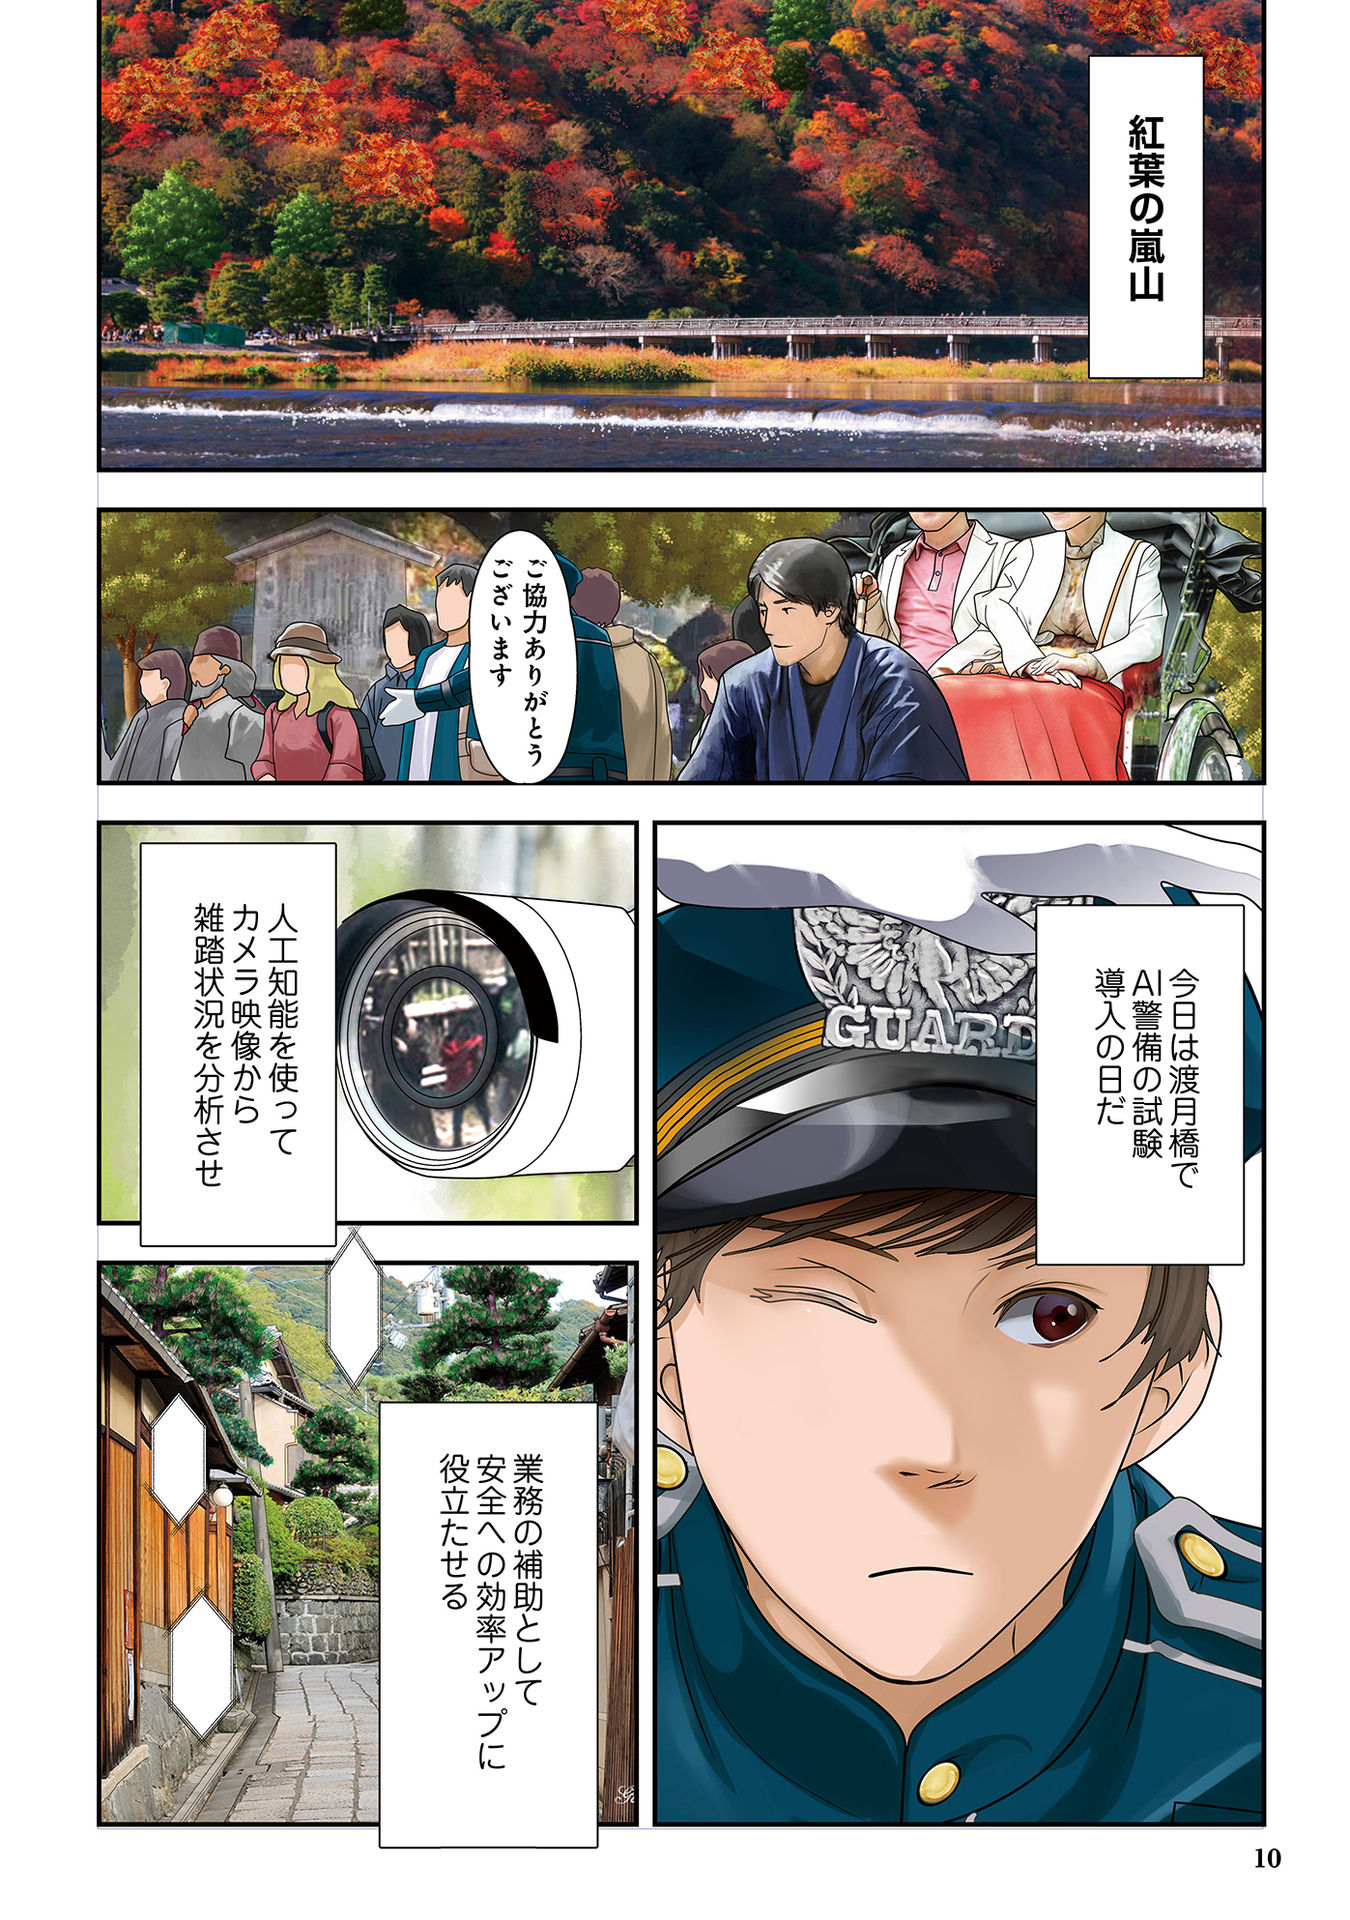 紅葉の嵐山
ご協力ありがとう
ございます
今日は渡月橋で
AI警備の試験
導入の日だ
GUARD
人工知能を使って
カメラ映像から
雑踏状況を分析させ
業務の補助として
安全への効率アップに
役立たせる
10